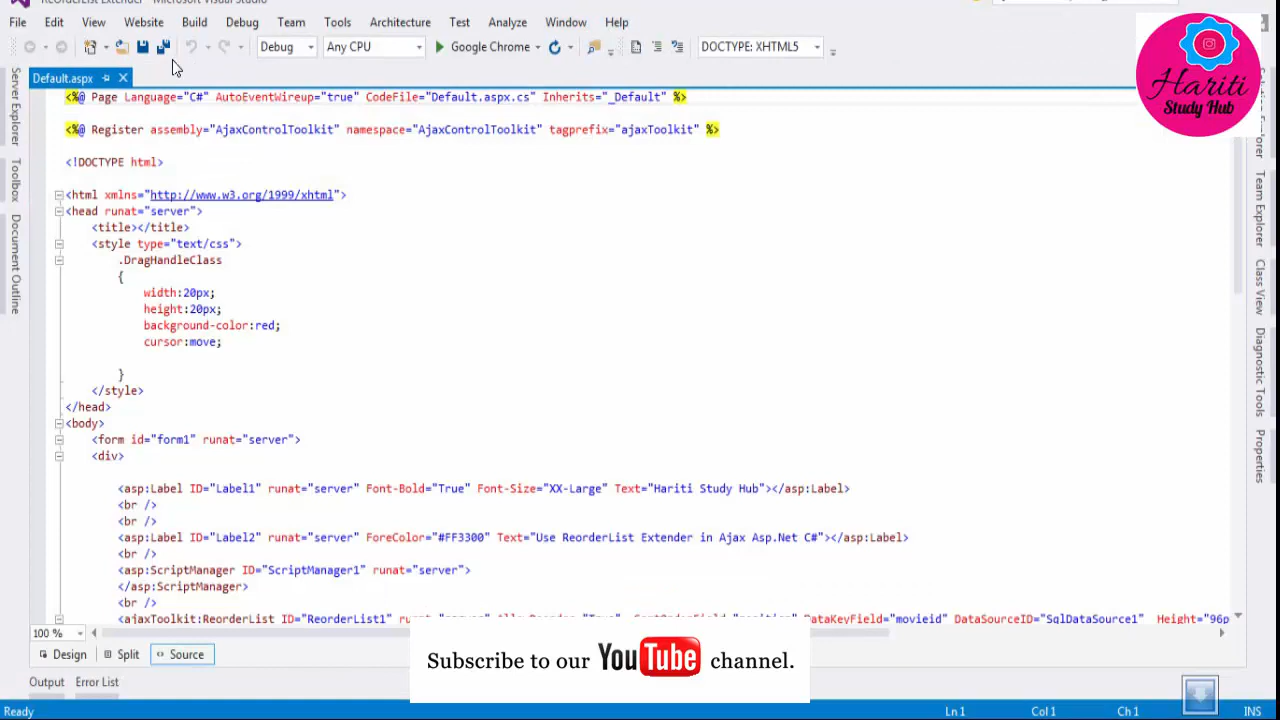 ReOrderList Extender - Microsoft Visual Studio
File Edit View Website Build Debug Team Tools Architecture Test Analyze Window Help
Debug Any CPU Google Chrome DOCTYPE: XHTML5
Hariti
Study Hub
Default.aspx
Server Explorer
Toolbox
Document Outline
<%@ Page Language="C#" AutoEventWireup="true" CodeFile="Default.aspx.cs" Inherits="_Default" %>
<%@ Register assembly="AjaxControlToolkit" namespace="AjaxControlToolkit" tagprefix="ajaxToolkit" %>
<!DOCTYPE html>
<html xmlns="http://www.w3.org/1999/xhtml">
<head runat="server">
<title></title>
<style type="text/css">
.DragHandleClass
{
width:20px;
height:20px;
background-color:red;
cursor:move;
}
</style>
</head>
<body>
<form id="form1" runat="server">
<div>
<asp:Label ID="Label1" runat="server" Font-Bold="True" Font-Size="XX-Large" Text="Hariti Study Hub"></asp:Label>
<br />
<br />
<asp:Label ID="Label2" runat="server" ForeColor="#FF3300" Text="Use ReorderList Extender in Ajax Asp.Net C#"></asp:Label>
<br />
<asp:ScriptManager ID="ScriptManager1" runat="server">
</asp:ScriptManager>
<br />
<ajaxToolkit:ReorderList ID="ReorderList1" DataKeyField="movieid" DataSourceID="SqlDataSource1" Height="96p
Team Explorer
Class View
Diagnostic Tools
Properties
100 %
Design Split Source
Subscribe to our YouTube channel.
Output Error List
Ready Ln 1 Col 1 Ch 1 INS